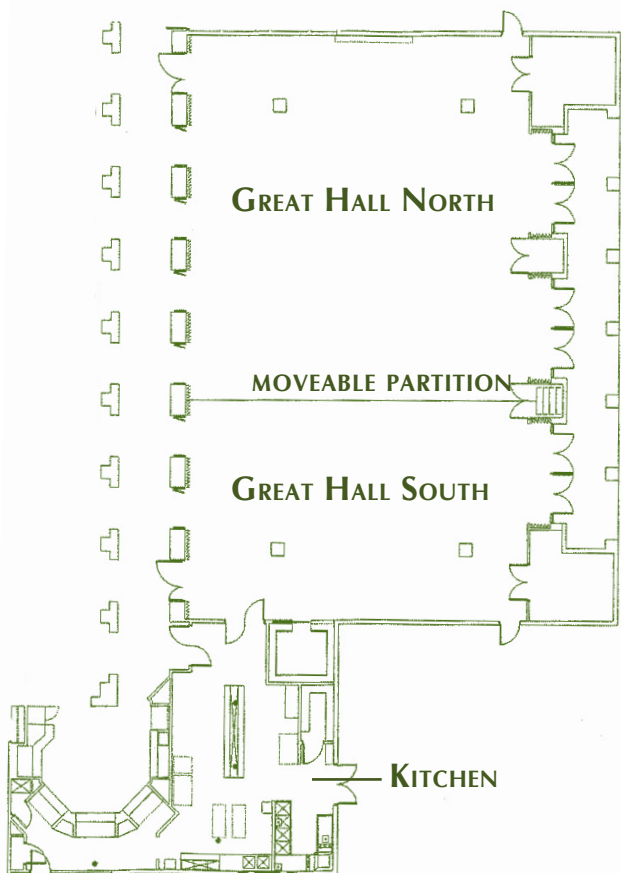 Great Hall North
moveable partition
Great Hall South
Kitchen